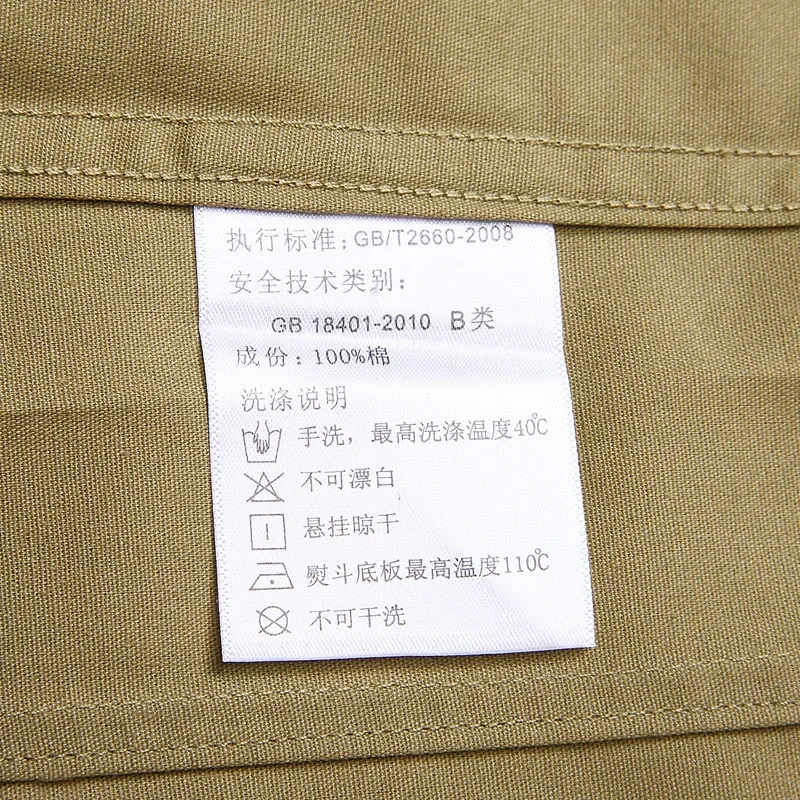 执行标准:GB/T2660-2008
安全技术类别:
GB 18401-2010 B类
成份:100%棉
洗涤说明
手洗，最高洗涤温度40℃
不可漂白
悬挂晾干
熨斗底板最高温度110℃
不可干洗